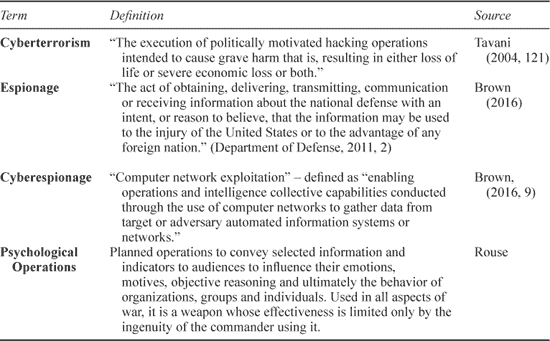 Term Definition Source
Cyberterrorism “The execution of politically motivated hacking operations Tavani
intended to cause grave harm that is, resulting in either loss of (2004, 121)
life or severe economic loss or both.”
Espionage “The act of obtaining, delivering, transmitting, communication Brown
or receiving information about the national defense with an (2016)
intent, or reason to believe, that the information may be used
to the injury of the United States or to the advantage of any
foreign nation.” (Department of Defense, 2011, 2)
Cyberespionage “Computer network exploitation” – defined as “enabling Brown,
operations and intelligence collective capabilities conducted (2016, 9)
through the use of computer networks to gather data from
target or adversary automated information systems or
networks.”
Psychological Planned operations to convey selected information and Rouse
Operations indicators to audiences to influence their emotions,
motives, objective reasoning and ultimately the behavior of
organizations, groups and individuals. Used in all aspects of
war, it is a weapon whose effectiveness is limited only by the
ingenuity of the commander using it.